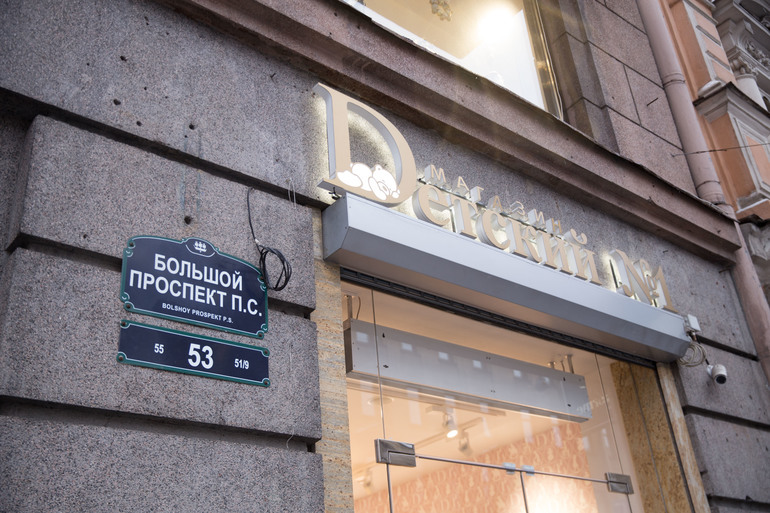 БОЛЬШОЙ
ПРОСПЕКТ П.С.
BOLSHOY PROSPEKT P.S.
55 53 51/9
МАГАЗИН
Детский №1